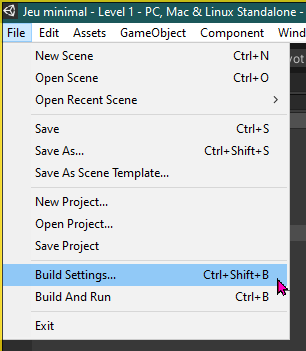 Jeu minimal - Level 1 - PC, Mac & Linux Standalone -
File Edit Assets GameObject Component
New Scene Ctrl+N
Open Scene Ctrl+O
Open Recent Scene >
Save Ctrl+S
Save As... Ctrl+Shift+S
Save As Scene Template...
New Project...
Open Project...
Save Project
Build Settings... Ctrl+Shift+B
Build And Run Ctrl+B
Exit